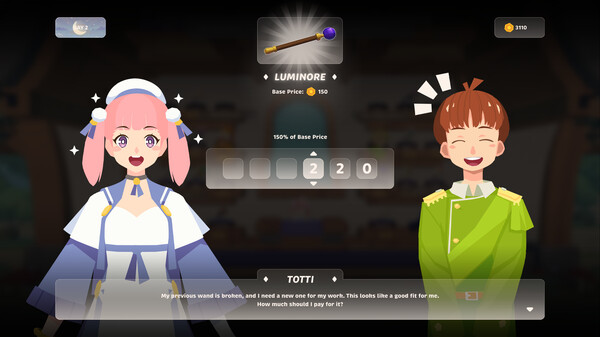 DAY 2
3110
LUMINORE
Base Price: 150
150% of Base Price
2 2 0
TOTTI
My previous wand is broken, and I need a new one for my work. This looks like a good fit for me.
How much should I pay for it?